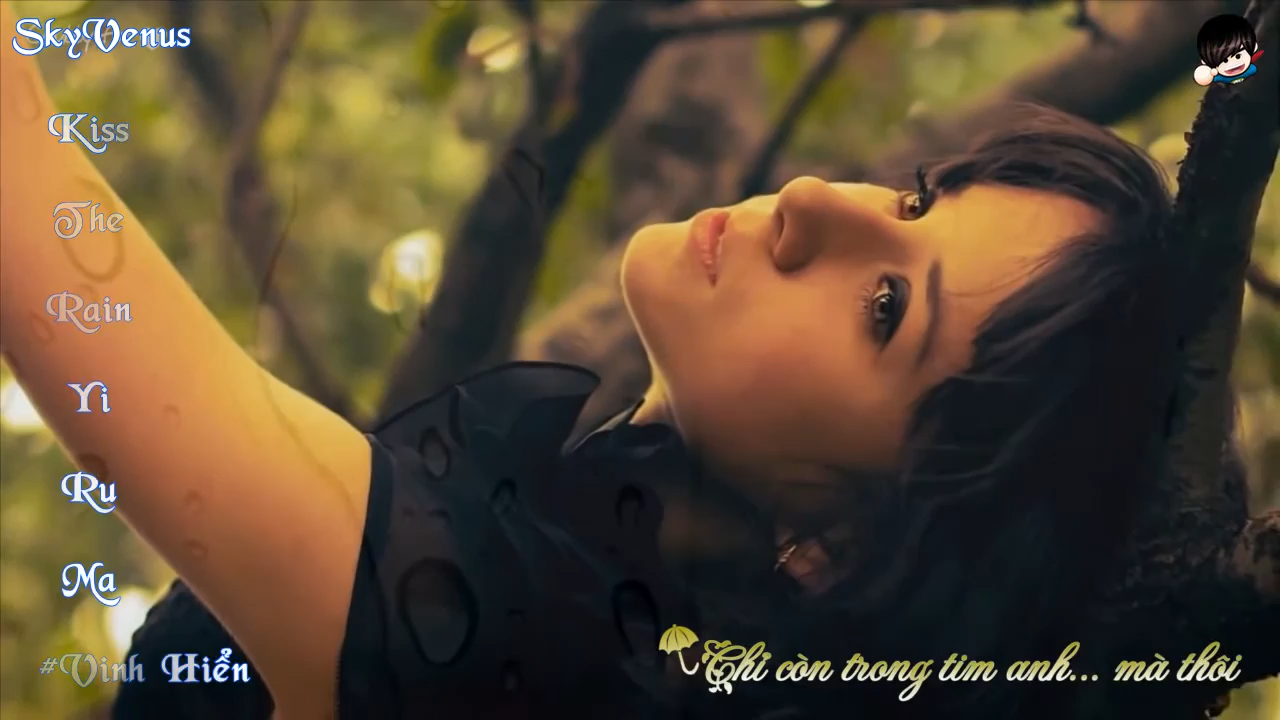 SkyVenus
Kiss
The
Rain
Yi
Ru
Ma
#Vinh Hiển
Chỉ còn trong tim anh... mà thôi